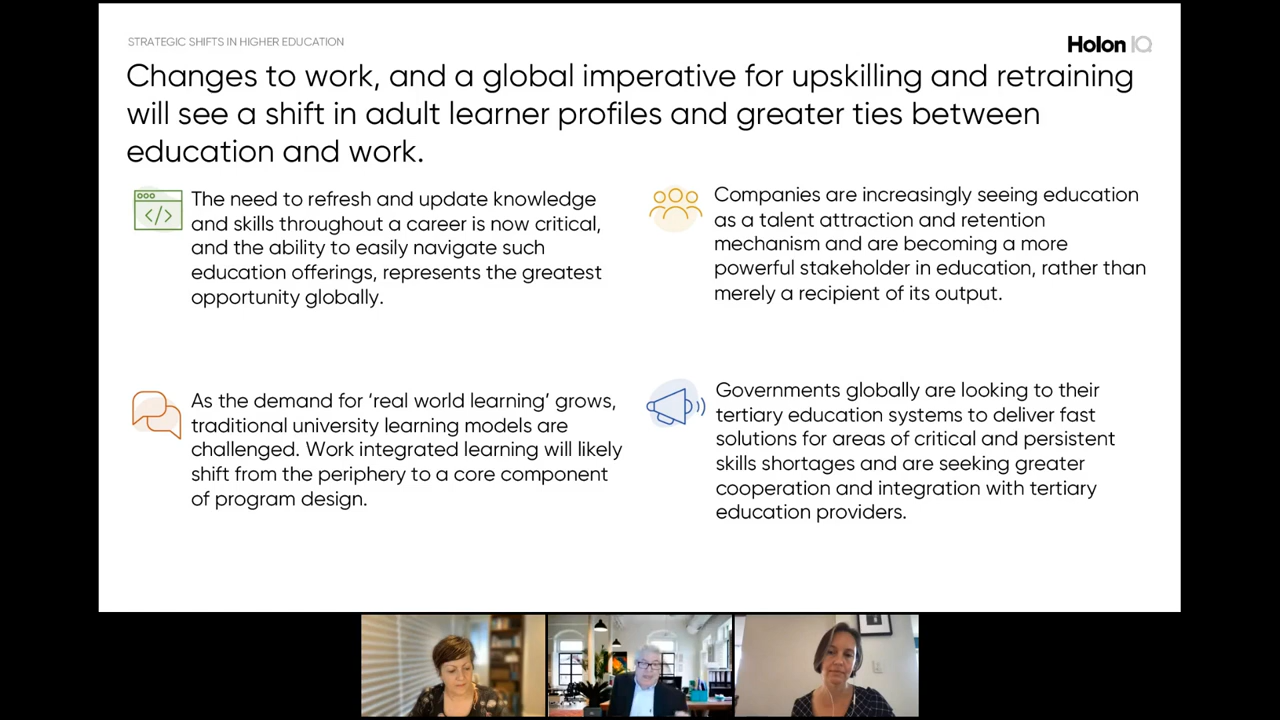 STRATEGIC SHIFTS IN HIGHER EDUCATION
Holon IQ
Changes to work, and a global imperative for upskilling and retraining
will see a shift in adult learner profiles and greater ties between
education and work.
The need to refresh and update knowledge
and skills throughout a career is now critical,
and the ability to easily navigate such
education offerings, represents the greatest
opportunity globally.
Companies are increasingly seeing education
as a talent attraction and retention
mechanism and are becoming a more
powerful stakeholder in education, rather than
merely a recipient of its output.
As the demand for ‘real world learning’ grows,
traditional university learning models are
challenged. Work integrated learning will likely
shift from the periphery to a core component
of program design.
Governments globally are looking to their
tertiary education systems to deliver fast
solutions for areas of critical and persistent
skills shortages and are seeking greater
cooperation and integration with tertiary
education providers.